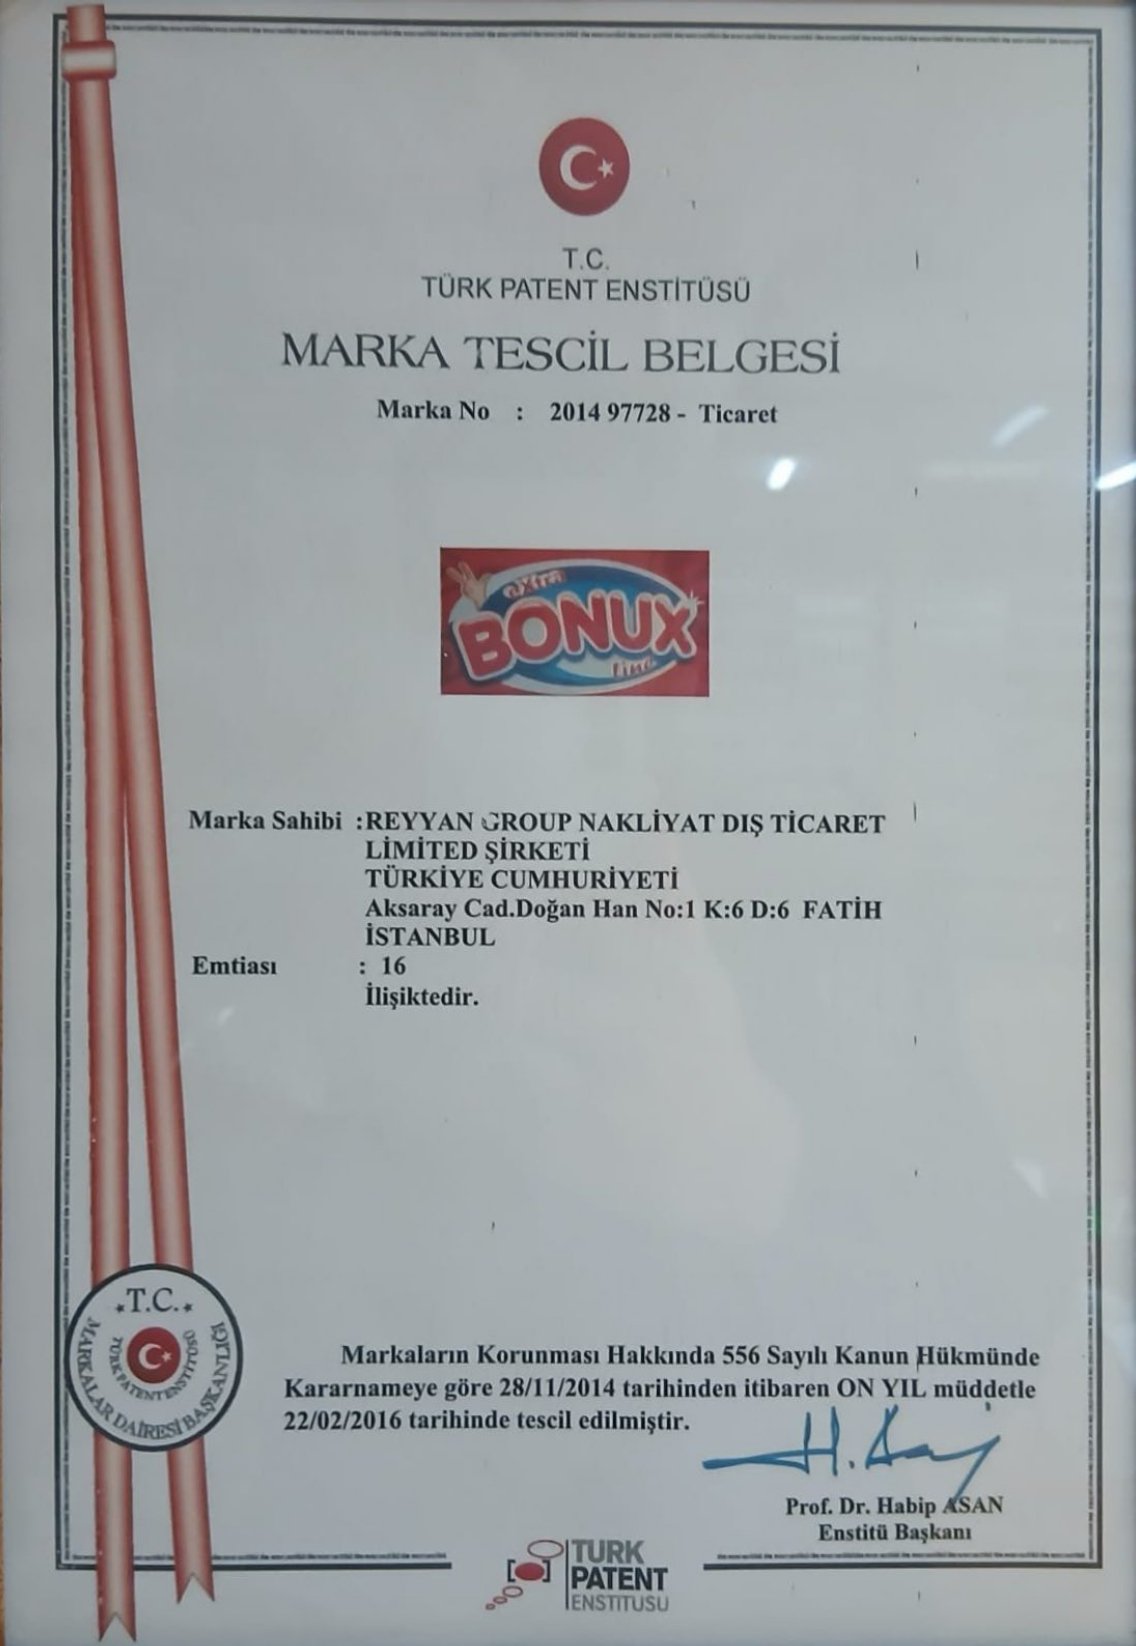 T.C.
TÜRK PATENT ENSTİTÜSÜ
MARKA TESCİL BELGESİ
Marka No : 2014 97728 - Ticaret
extra
BONUX
line
Marka Sahibi :REYYAN GROUP NAKLİYAT DIŞ TİCARET
LİMİTED ŞİRKETİ
TÜRKİYE CUMHURİYETİ
Aksaray Cad.Doğan Han No:1 K:6 D:6 FATİH
İSTANBUL
Emtiası : 16
İlişiktedir.
T.C.
TÜRK PATENT ENSTİTÜSÜ
MARKALAR DAİRESİ BAŞKANLIĞI
Markaların Korunması Hakkında 556 Sayılı Kanun Hükmünde
Kararnameye göre 28/11/2014 tarihinden itibaren ON YIL müddetle
22/02/2016 tarihinde tescil edilmiştir.
H. Asan
Prof. Dr. Habip ASAN
Enstitü Başkanı
TURK
PATENT
ENSTITUSU